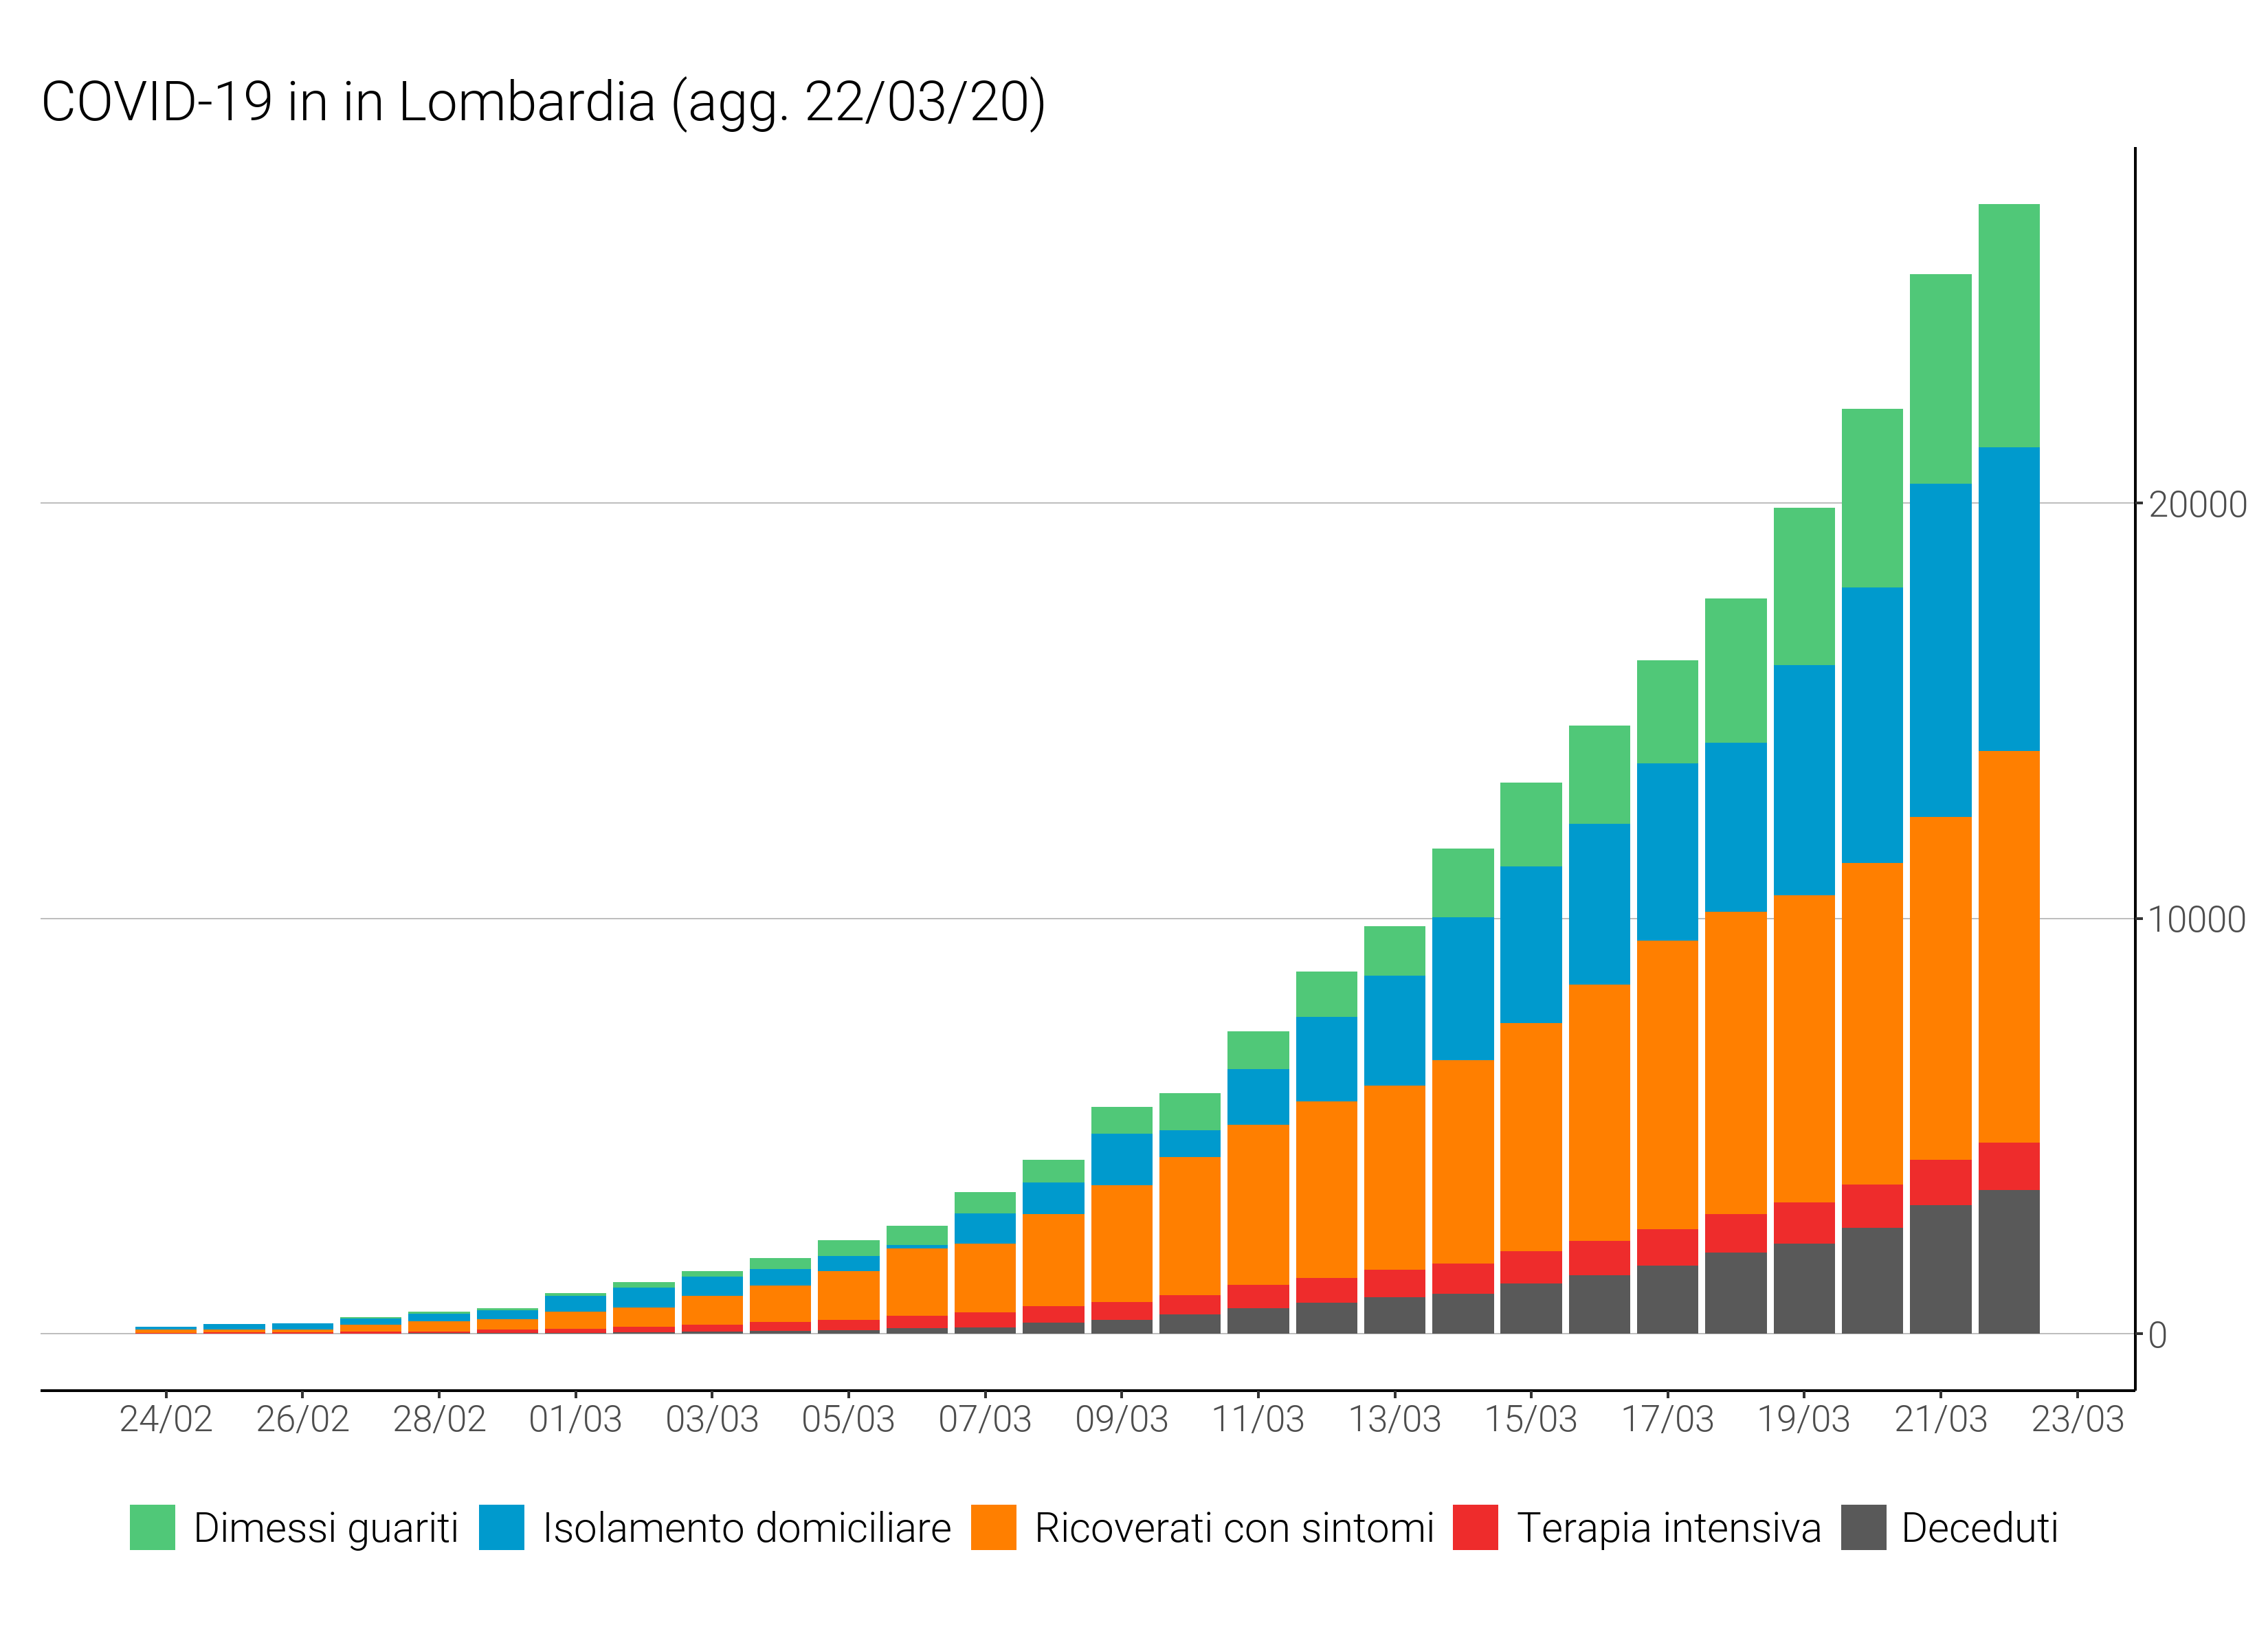 COVID-19 in in Lombardia (agg. 22/03/20)
20000
10000
0
24/02 26/02 28/02 01/03 03/03 05/03 07/03 09/03 11/03 13/03 15/03 17/03 19/03 21/03 23/03
Dimessi guariti Isolamento domiciliare Ricoverati con sintomi Terapia intensiva Deceduti